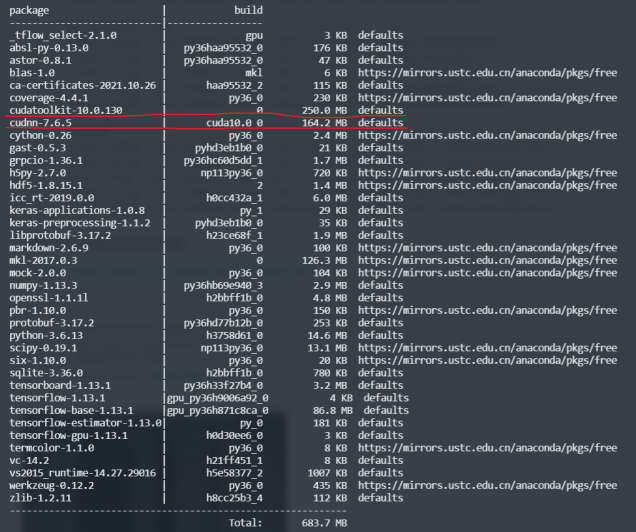 package | build
---------------------------|-----------------
_tflow_select-2.1.0 | gpu 3 KB defaults
absl-py-0.13.0 | py36haa95532_0 176 KB defaults
astor-0.8.1 | py36haa95532_0 47 KB defaults
blas-1.0 | mkl 6 KB https://mirrors.ustc.edu.cn/anaconda/pkgs/free
ca-certificates-2021.10.26 | haa95532_2 115 KB defaults
coverage-4.4.1 | py36_0 230 KB https://mirrors.ustc.edu.cn/anaconda/pkgs/free
cudatoolkit-10.0.130 | 0 250.0 MB defaults
cudnn-7.6.5 | cuda10.0_0 164.2 MB defaults
cython-0.26 | py36_0 2.4 MB https://mirrors.ustc.edu.cn/anaconda/pkgs/free
gast-0.5.3 | pyhd3eb1b0_0 21 KB defaults
grpcio-1.36.1 | py36hc60d5dd_1 1.7 MB defaults
h5py-2.7.0 | np113py36_0 720 KB https://mirrors.ustc.edu.cn/anaconda/pkgs/free
hdf5-1.8.15.1 | 2 1.4 MB https://mirrors.ustc.edu.cn/anaconda/pkgs/free
icc_rt-2019.0.0 | h0cc432a_1 6.0 MB defaults
keras-applications-1.0.8 | py_1 29 KB defaults
keras-preprocessing-1.1.2 | pyhd3eb1b0_0 35 KB defaults
libprotobuf-3.17.2 | h23ce68f_1 1.9 MB defaults
markdown-2.6.9 | py36_0 100 KB https://mirrors.ustc.edu.cn/anaconda/pkgs/free
mkl-2017.0.3 | 0 126.3 MB https://mirrors.ustc.edu.cn/anaconda/pkgs/free
mock-2.0.0 | py36_0 104 KB https://mirrors.ustc.edu.cn/anaconda/pkgs/free
numpy-1.13.3 | py36hb69e940_3 2.9 MB defaults
openssl-1.1.1l | h2bbff1b_0 4.8 MB defaults
pbr-1.10.0 | py36_0 150 KB https://mirrors.ustc.edu.cn/anaconda/pkgs/free
protobuf-3.17.2 | py36hd77b12b_0 253 KB defaults
python-3.6.13 | h3758d61_0 14.6 MB defaults
scipy-0.19.1 | np113py36_0 13.1 MB https://mirrors.ustc.edu.cn/anaconda/pkgs/free
six-1.10.0 | py36_0 20 KB https://mirrors.ustc.edu.cn/anaconda/pkgs/free
sqlite-3.36.0 | h2bbff1b_0 780 KB defaults
tensorboard-1.13.1 | py36h33f27b4_0 3.2 MB defaults
tensorflow-1.13.1 |gpu_py36h9006a92_0 4 KB defaults
tensorflow-base-1.13.1 |gpu_py36h871c8ca_0 86.8 MB defaults
tensorflow-estimator-1.13.0| py_0 181 KB defaults
tensorflow-gpu-1.13.1 | h0d30ee6_0 3 KB defaults
termcolor-1.1.0 | py36_0 8 KB https://mirrors.ustc.edu.cn/anaconda/pkgs/free
vc-14.2 | h21ff451_1 8 KB defaults
vs2015_runtime-14.27.29016 | h5e58377_2 1007 KB defaults
werkzeug-0.12.2 | py36_0 435 KB https://mirrors.ustc.edu.cn/anaconda/pkgs/free
zlib-1.2.11 | h8cc25b3_4 112 KB defaults
------------------------------------------------------------
Total: 683.7 MB